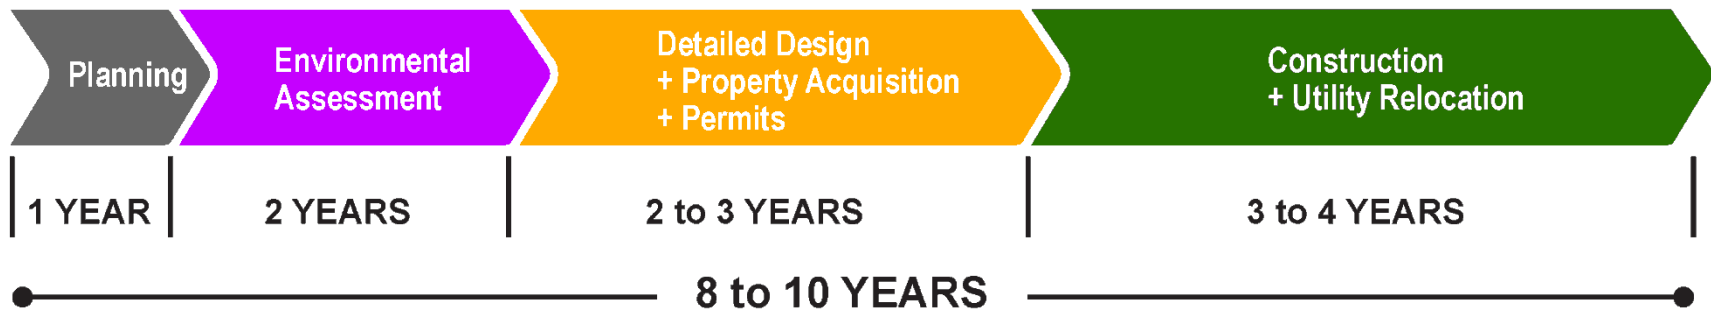 Planning
Environmental
Assessment
Detailed Design
+ Property Acquisition
+ Permits
Construction
+ Utility Relocation
1 YEAR
2 YEARS
2 to 3 YEARS
3 to 4 YEARS
8 to 10 YEARS